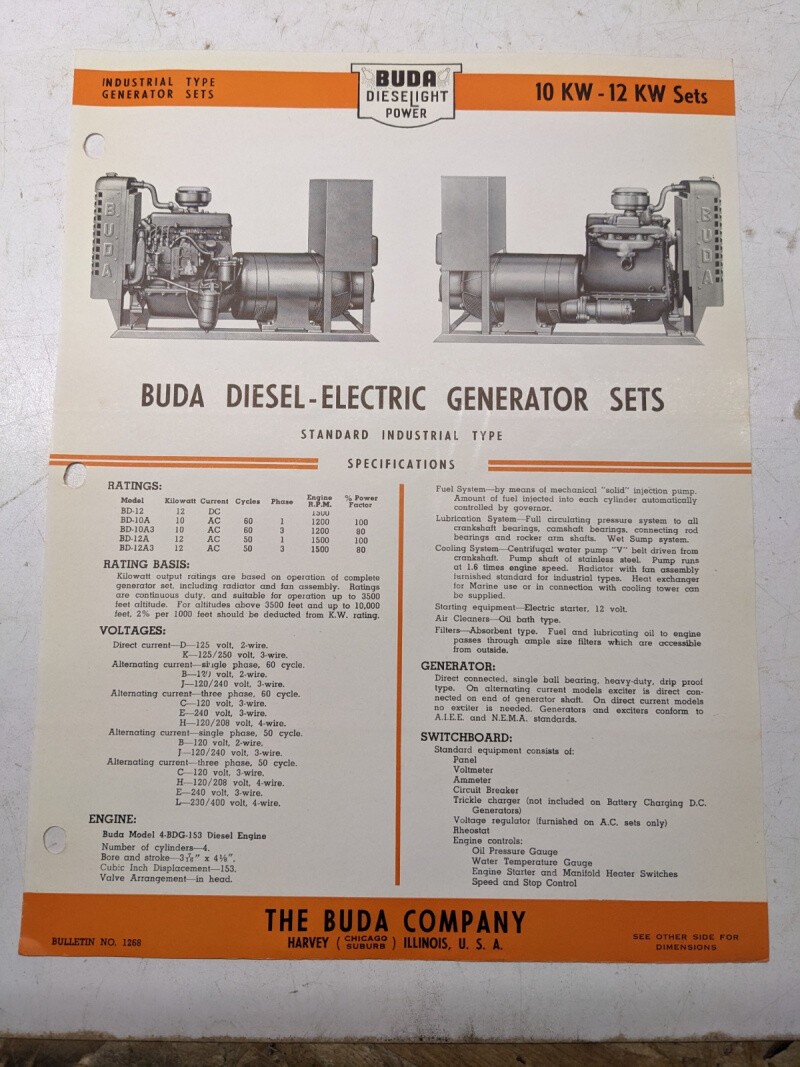 INDUSTRIAL TYPE
GENERATOR SETS
BUDA
DIESELIGHT
POWER
10 KW - 12 KW Sets
BUDA
BUDA
BUDA DIESEL-ELECTRIC GENERATOR SETS
STANDARD INDUSTRIAL TYPE
SPECIFICATIONS
RATINGS:
Model Kilowatt Current Cycles Phase Engine R.P.M. % Power Factor
BD-12 12 DC 1500
BD-10A 10 AC 60 1 1200 100
BD-10A3 10 AC 60 3 1200 80
BD-12A 12 AC 50 1 1500 100
BD-12A3 12 AC 50 3 1500 80
RATING BASIS:
Kilowatt output ratings are based on operation of complete
generator set, including radiator and fan assembly. Ratings
are continuous duty, and suitable for operation up to 3500
feet altitude. For altitudes above 3500 feet and up to 10,000
feet, 2% per 1000 feet should be deducted from K.W. rating.
VOLTAGES:
Direct current—D—125 volt, 2-wire.
K—125/250 volt, 3-wire.
Alternating current—single phase, 60 cycle.
B—120 volt, 2-wire.
J—120/240 volt, 3-wire.
Alternating current—three phase, 60 cycle.
C—120 volt, 3-wire.
E—240 volt, 3-wire.
H—120/208 volt, 4-wire.
Alternating current—single phase, 50 cycle.
B—120 volt, 2-wire.
J—120/240 volt, 3-wire.
Alternating current—three phase, 50 cycle.
C—120 volt, 3-wire.
H—120/208 volt, 4-wire.
E—240 volt, 3-wire.
L—230/400 volt, 4-wire.
ENGINE:
Buda Model 4-BDG-153 Diesel Engine
Number of cylinders—4.
Bore and stroke—3 7/16" x 4 1/8".
Cubic Inch Displacement—153.
Valve Arrangement—in head.
Fuel System—by means of mechanical "solid" injection pump.
Amount of fuel injected into each cylinder automatically
controlled by governor.
Lubrication System—Full circulating pressure system to all
crankshaft bearings, camshaft bearings, connecting rod
bearings and rocker arm shafts. Wet Sump system.
Cooling System—Centrifugal water pump "V" belt driven from
crankshaft. Pump shaft of stainless steel. Pump runs
at 1.6 times engine speed. Radiator with fan assembly
furnished standard for industrial types. Heat exchanger
for Marine use or in connection with cooling tower can
be supplied.
Starting equipment—Electric starter, 12 volt.
Air Cleaners—Oil bath type.
Filters—Absorbent type. Fuel and lubricating oil to engine
passes through ample size filters which are accessible
from outside.
GENERATOR:
Direct connected, single ball bearing, heavy-duty, drip proof
type. On alternating current models exciter is direct con-
nected on end of generator shaft. On direct current models
no exciter is needed. Generators and exciters conform to
A.I.E.E. and N.E.M.A. standards.
SWITCHBOARD:
Standard equipment consists of:
Panel
Voltmeter
Ammeter
Circuit Breaker
Trickle charger (not included on Battery Charging D.C.
Generators)
Voltage regulator (furnished on A.C. sets only)
Rheostat
Engine controls:
Oil Pressure Gauge
Water Temperature Gauge
Engine Starter and Manifold Heater Switches
Speed and Stop Control
BULLETIN NO. 1268
THE BUDA COMPANY
HARVEY ( CHICAGO SUBURB ) ILLINOIS, U. S. A.
SEE OTHER SIDE FOR
DIMENSIONS